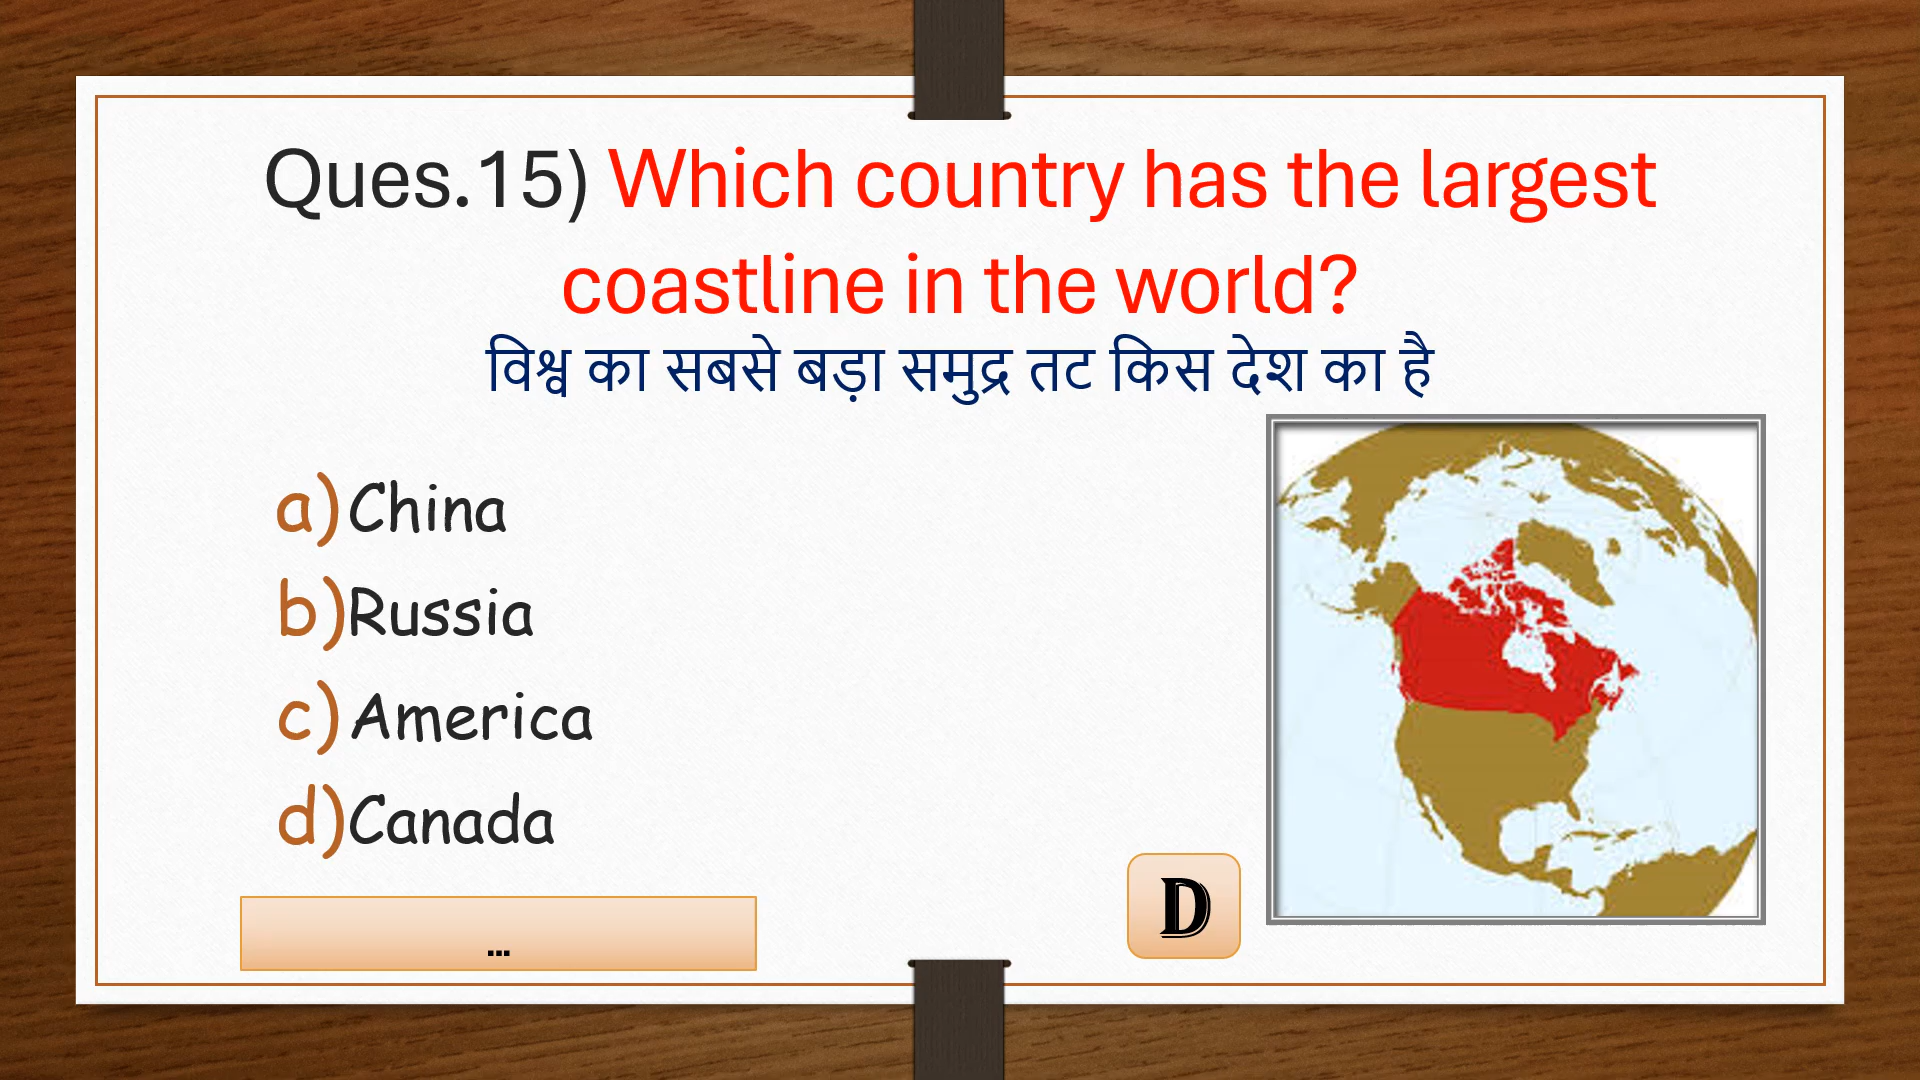 Ques.15) Which country has the largest
coastline in the world?
विश्व का सबसे बड़ा समुद्र तट किस देश का है
a) China
b) Russia
c) America
d) Canada
...
D